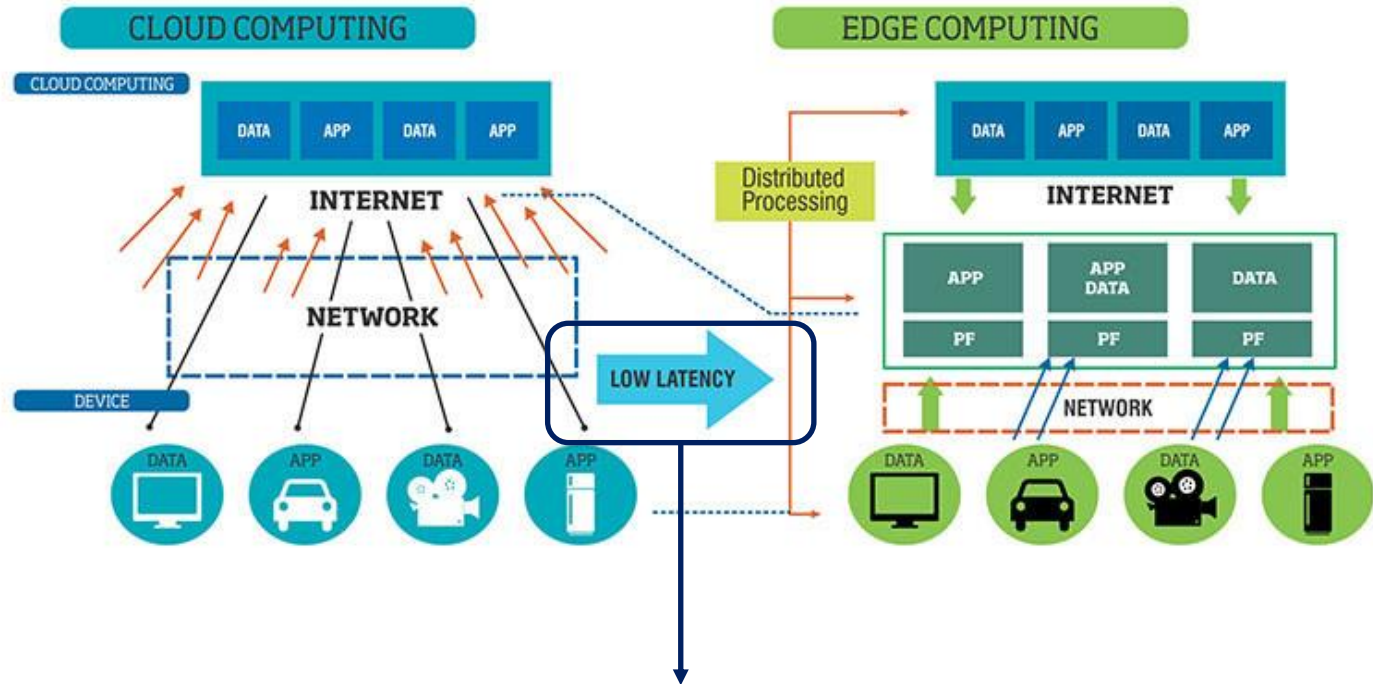 CLOUD COMPUTING
EDGE COMPUTING
CLOUD COMPUTING
DATA
APP
DATA
APP
INTERNET
NETWORK
DEVICE
DATA
APP
DATA
APP
LOW LATENCY
Distributed
Processing
DATA
APP
DATA
APP
INTERNET
APP
APP
DATA
DATA
PF
PF
PF
NETWORK
DATA
APP
DATA
APP